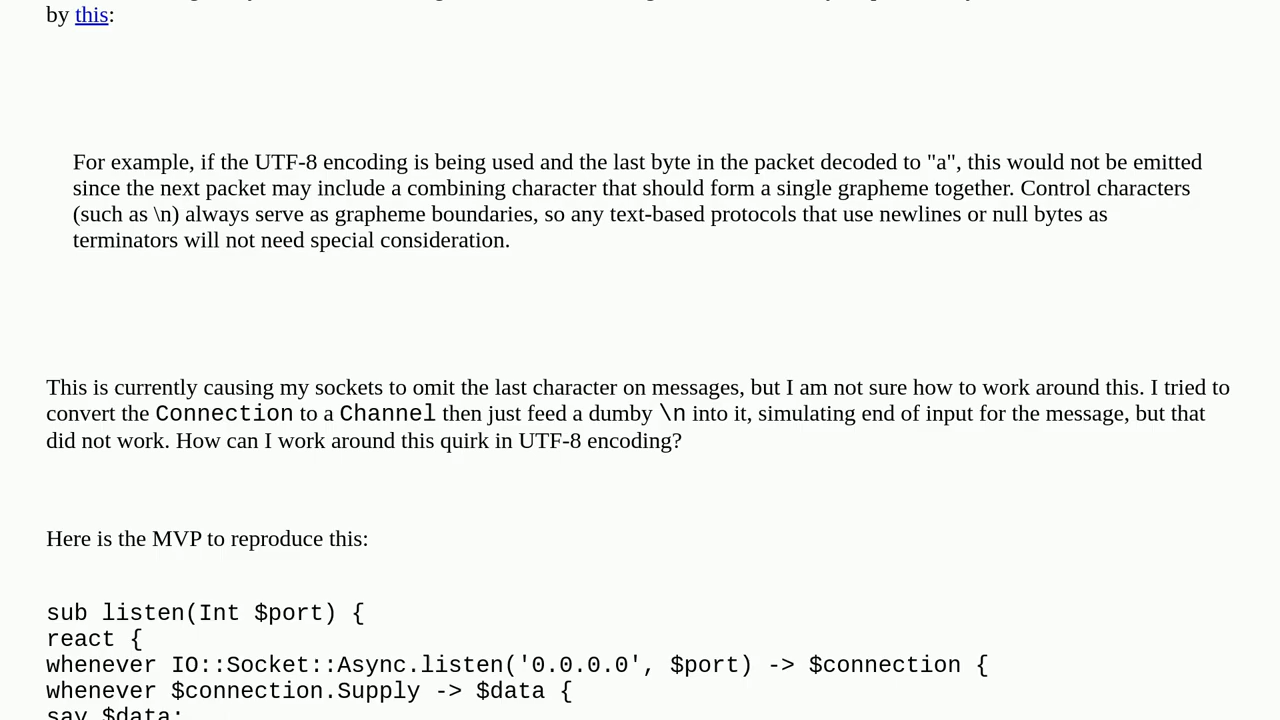 by this:
For example, if the UTF-8 encoding is being used and the last byte in the packet decoded to "a", this would not be emitted
since the next packet may include a combining character that should form a single grapheme together. Control characters
(such as \n) always serve as grapheme boundaries, so any text-based protocols that use newlines or null bytes as
terminators will not need special consideration.
This is currently causing my sockets to omit the last character on messages, but I am not sure how to work around this. I tried to
convert the Connection to a Channel then just feed a dumby \n into it, simulating end of input for the message, but that
did not work. How can I work around this quirk in UTF-8 encoding?
Here is the MVP to reproduce this:
sub listen(Int $port) {
react {
whenever IO::Socket::Async.listen('0.0.0.0', $port) -> $connection {
whenever $connection.Supply -> $data {
say $data;